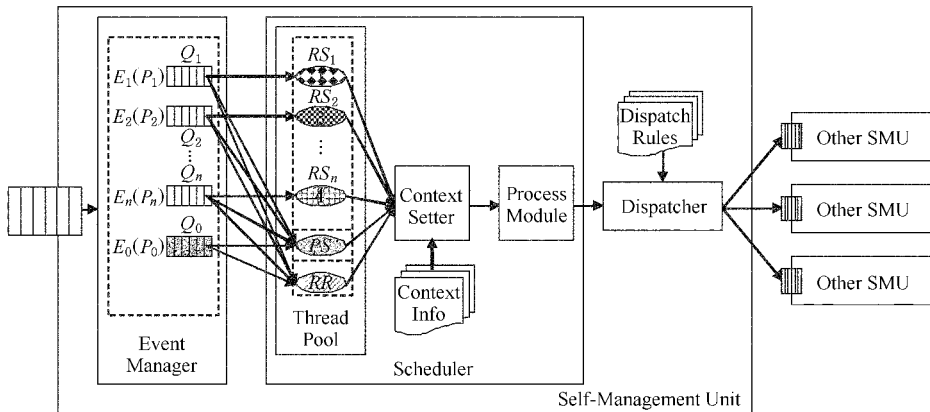 Q₁
E₁(P₁)
E₂(P₂)
Q₂
⋮
Qₙ
Eₙ(Pₙ)
Q₀
E₀(P₀)
Event
Manager
RS₁
RS₂
⋮
RSₙ
PS
RR
Thread
Pool
Context
Setter
Context
Info
Process
Module
Scheduler
Dispatch
Rules
Dispatcher
Other SMU
Other SMU
Other SMU
Self-Management Unit